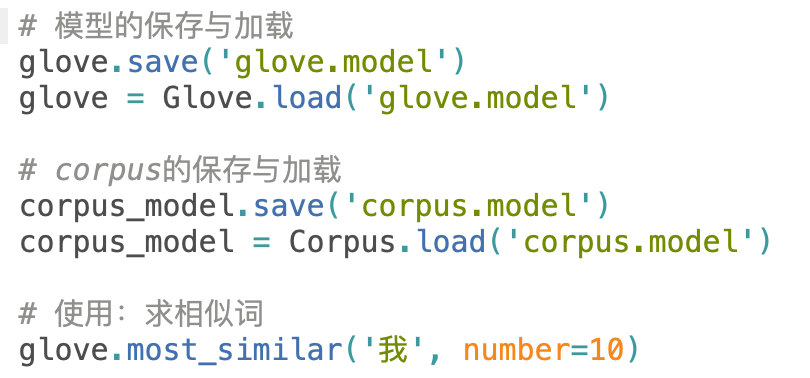 # 模型的保存与加载
glove.save('glove.model')
glove = Glove.load('glove.model')
# corpus的保存与加载
corpus_model.save('corpus.model')
corpus_model = Corpus.load('corpus.model')
# 使用：求相似词
glove.most_similar('我', number=10)